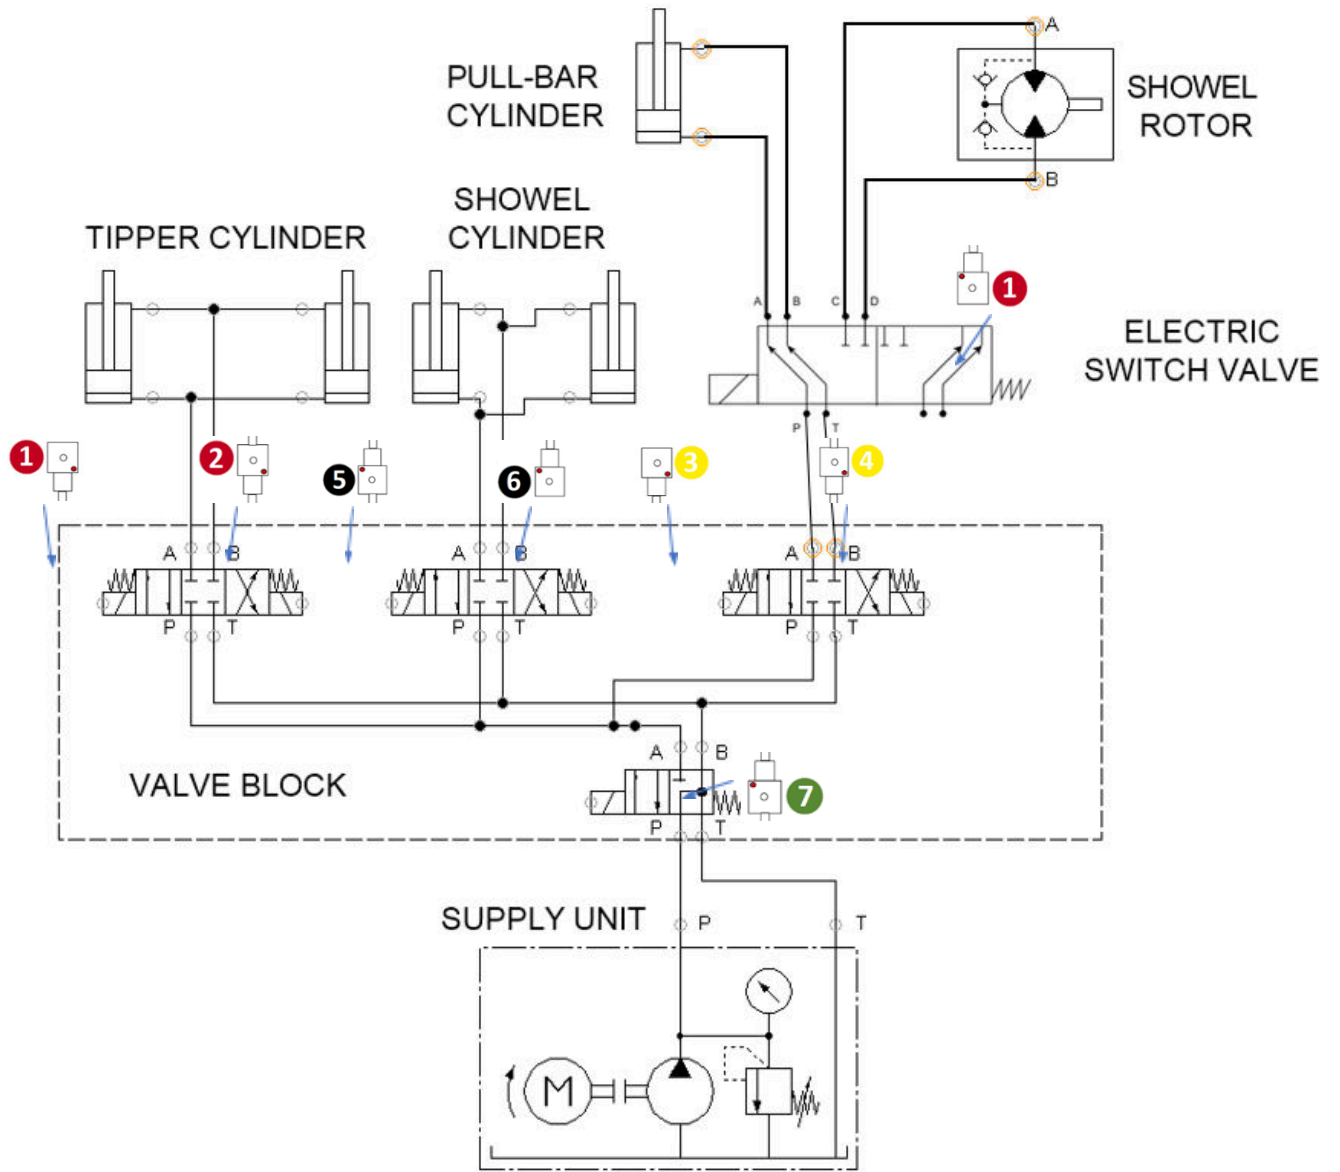 A
PULL-BAR
CYLINDER
SHOWEL
ROTOR
B
SHOWEL
CYLINDER
TIPPER CYLINDER
1
A B C D
ELECTRIC
SWITCH VALVE
P T
1
2
5
6
3
4
A B
A B
A B
P T
P T
P T
A B
VALVE BLOCK
7
P T
SUPPLY UNIT
P
T
M